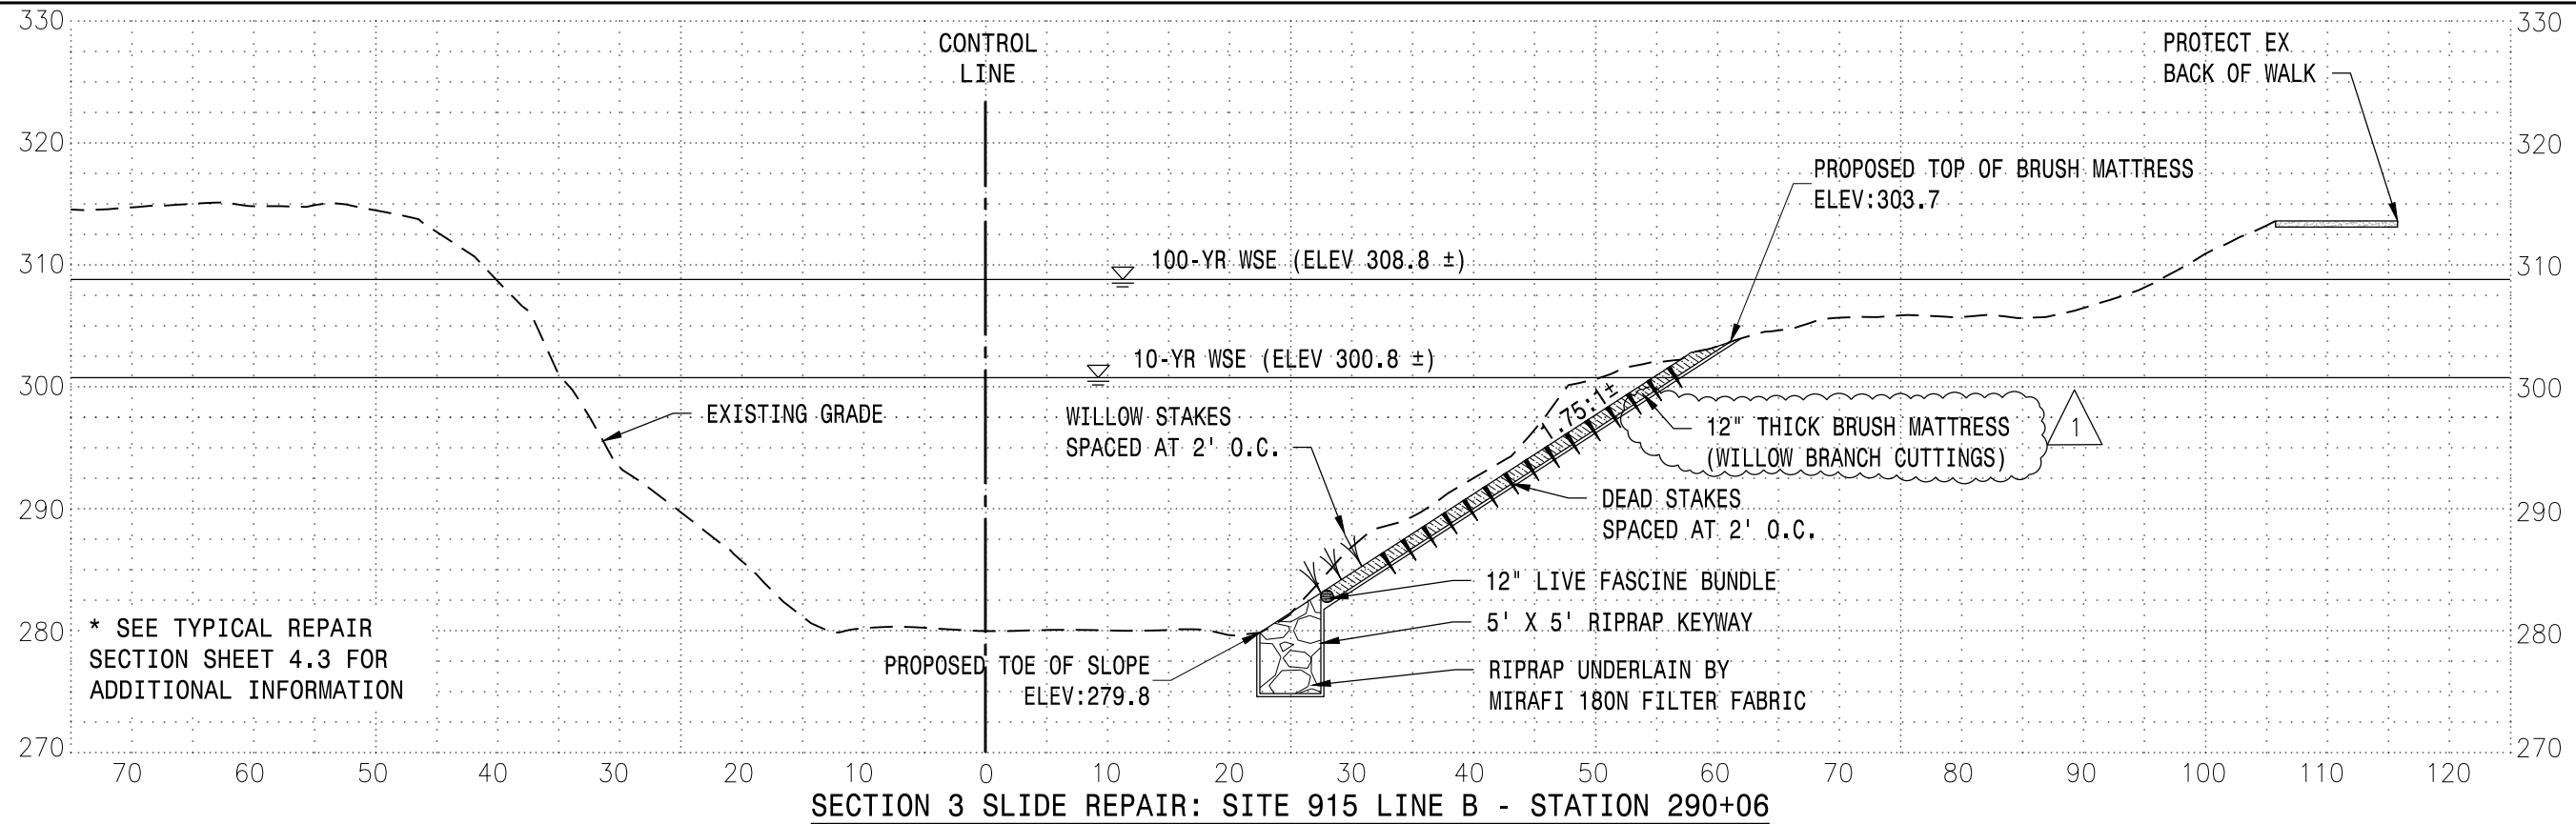 330
320
310
300
290
280
270
CONTROL
LINE
PROTECT EX
BACK OF WALK
PROPOSED TOP OF BRUSH MATTRESS
ELEV:303.7
100-YR WSE (ELEV 308.8 ±)
10-YR WSE (ELEV 300.8 ±)
EXISTING GRADE
WILLOW STAKES
SPACED AT 2' O.C.
1.75:1±
12" THICK BRUSH MATTRESS
(WILLOW BRANCH CUTTINGS)
1
DEAD STAKES
SPACED AT 2' O.C.
12" LIVE FASCINE BUNDLE
5' X 5' RIPRAP KEYWAY
RIPRAP UNDERLAIN BY
MIRAFI 180N FILTER FABRIC
PROPOSED TOE OF SLOPE
ELEV:279.8
* SEE TYPICAL REPAIR
SECTION SHEET 4.3 FOR
ADDITIONAL INFORMATION
330
320
310
300
290
280
270
70 60 50 40 30 20 10 0 10 20 30 40 50 60 70 80 90 100 110 120
SECTION 3 SLIDE REPAIR: SITE 915 LINE B - STATION 290+06